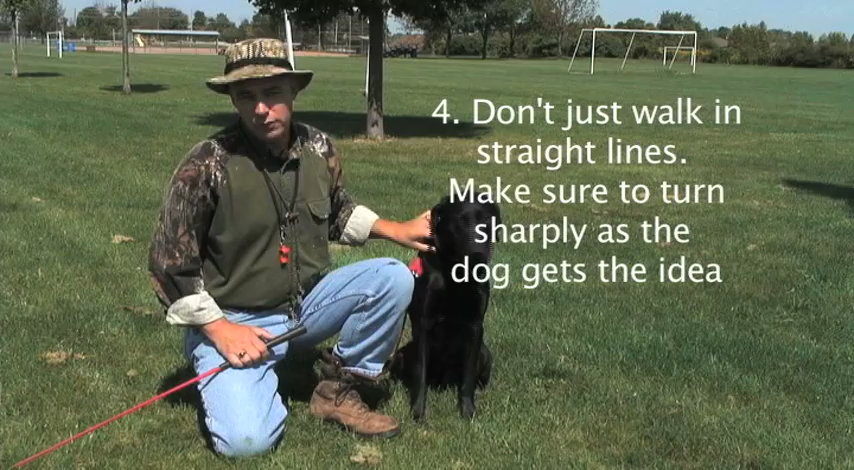 4. Don't just walk in
straight lines.
Make sure to turn
sharply as the
dog gets the idea